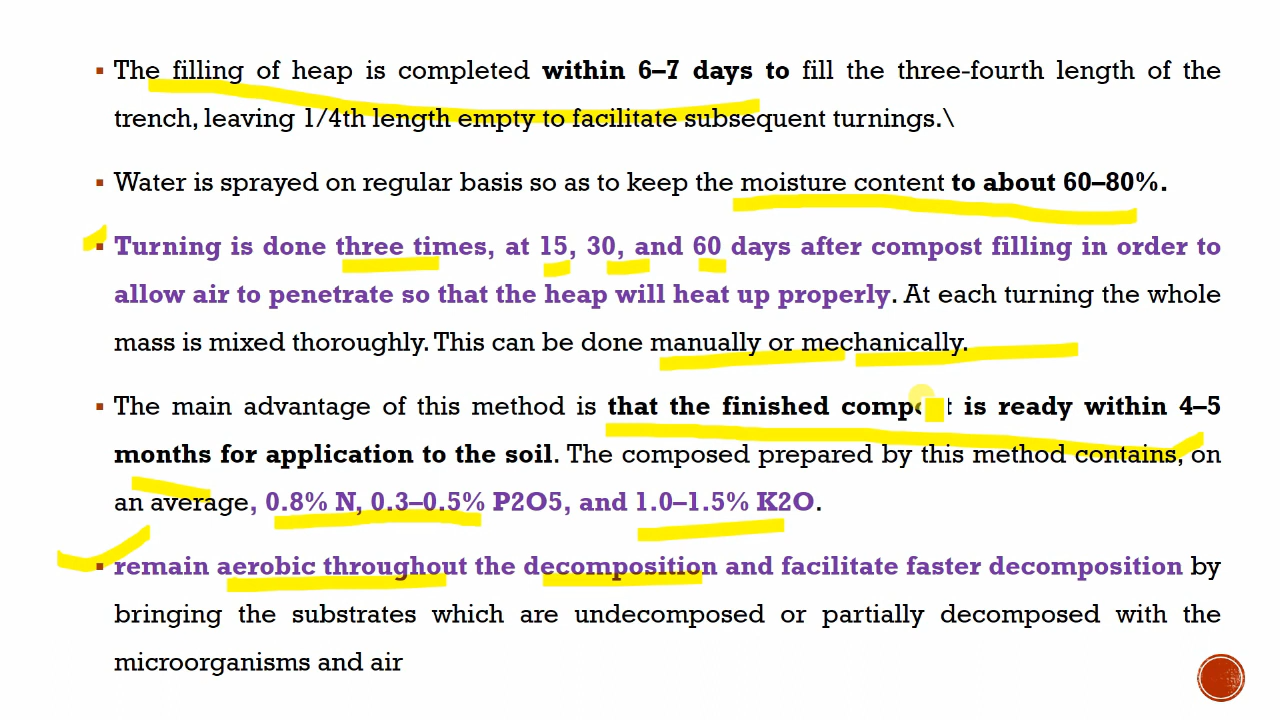 ▪ The filling of heap is completed within 6–7 days to fill the three-fourth length of the
trench, leaving 1/4th length empty to facilitate subsequent turnings.\
▪ Water is sprayed on regular basis so as to keep the moisture content to about 60–80%.
▪ Turning is done three times, at 15, 30, and 60 days after compost filling in order to
allow air to penetrate so that the heap will heat up properly. At each turning the whole
mass is mixed thoroughly. This can be done manually or mechanically.
▪ The main advantage of this method is that the finished compost is ready within 4–5
months for application to the soil. The composed prepared by this method contains, on
an average, 0.8% N, 0.3–0.5% P2O5, and 1.0–1.5% K2O.
▪ remain aerobic throughout the decomposition and facilitate faster decomposition by
bringing the substrates which are undecomposed or partially decomposed with the
microorganisms and air